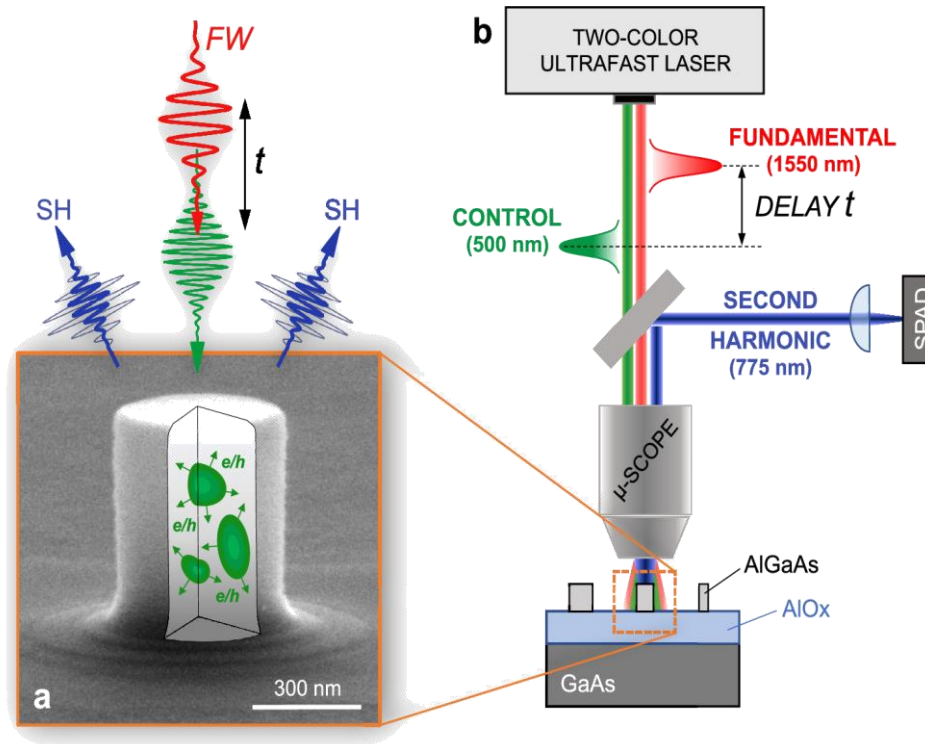 a
FW
t
SH
SH
e/h
e/h
e/h
e/h
300 nm
b
TWO-COLOR
ULTRAFAST LASER
FUNDAMENTAL
(1550 nm)
DELAY t
CONTROL
(500 nm)
SECOND
HARMONIC
(775 nm)
SPAD
μ-SCOPE
AlGaAs
AlOx
GaAs